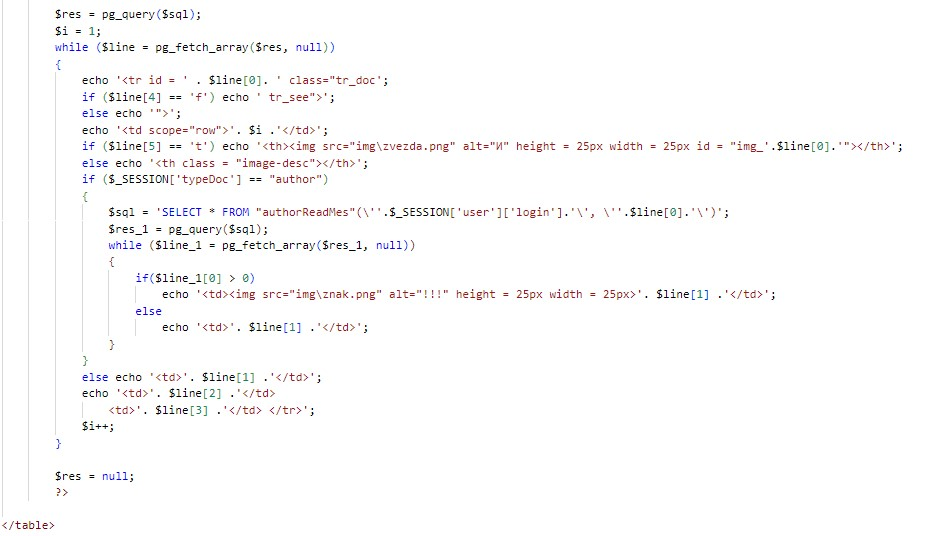 $res = pg_query($sql);
$i = 1;
while ($line = pg_fetch_array($res, null))
{
echo '<tr id = ' . $line[0]. ' class="tr_doc';
if ($line[4] == 'f') echo ' tr_see">';
else echo '">';
echo '<td scope="row">'. $i .'</td>';
if ($line[5] == 't') echo '<th><img src="img\zvezda.png" alt="И" height = 25px width = 25px id = "img_'.$line[0].'"></th>';
else echo '<th class = "image-desc"></th>';
if ($_SESSION['typeDoc'] == "author")
{
$sql = 'SELECT * FROM "authorReadMes"(\''.$_SESSION['user']['login'].'\', \''.$line[0].'\')';
$res_1 = pg_query($sql);
while ($line_1 = pg_fetch_array($res_1, null))
{
if($line_1[0] > 0)
echo '<td><img src="img\znak.png" alt="!!!" height = 25px width = 25px>'. $line[1] .'</td>';
else
echo '<td>'. $line[1] .'</td>';
}
}
else echo '<td>'. $line[1] .'</td>';
echo '<td>'. $line[2] .'</td>
<td>'. $line[3] .'</td> </tr>';
$i++;
}
$res = null;
?>
</table>